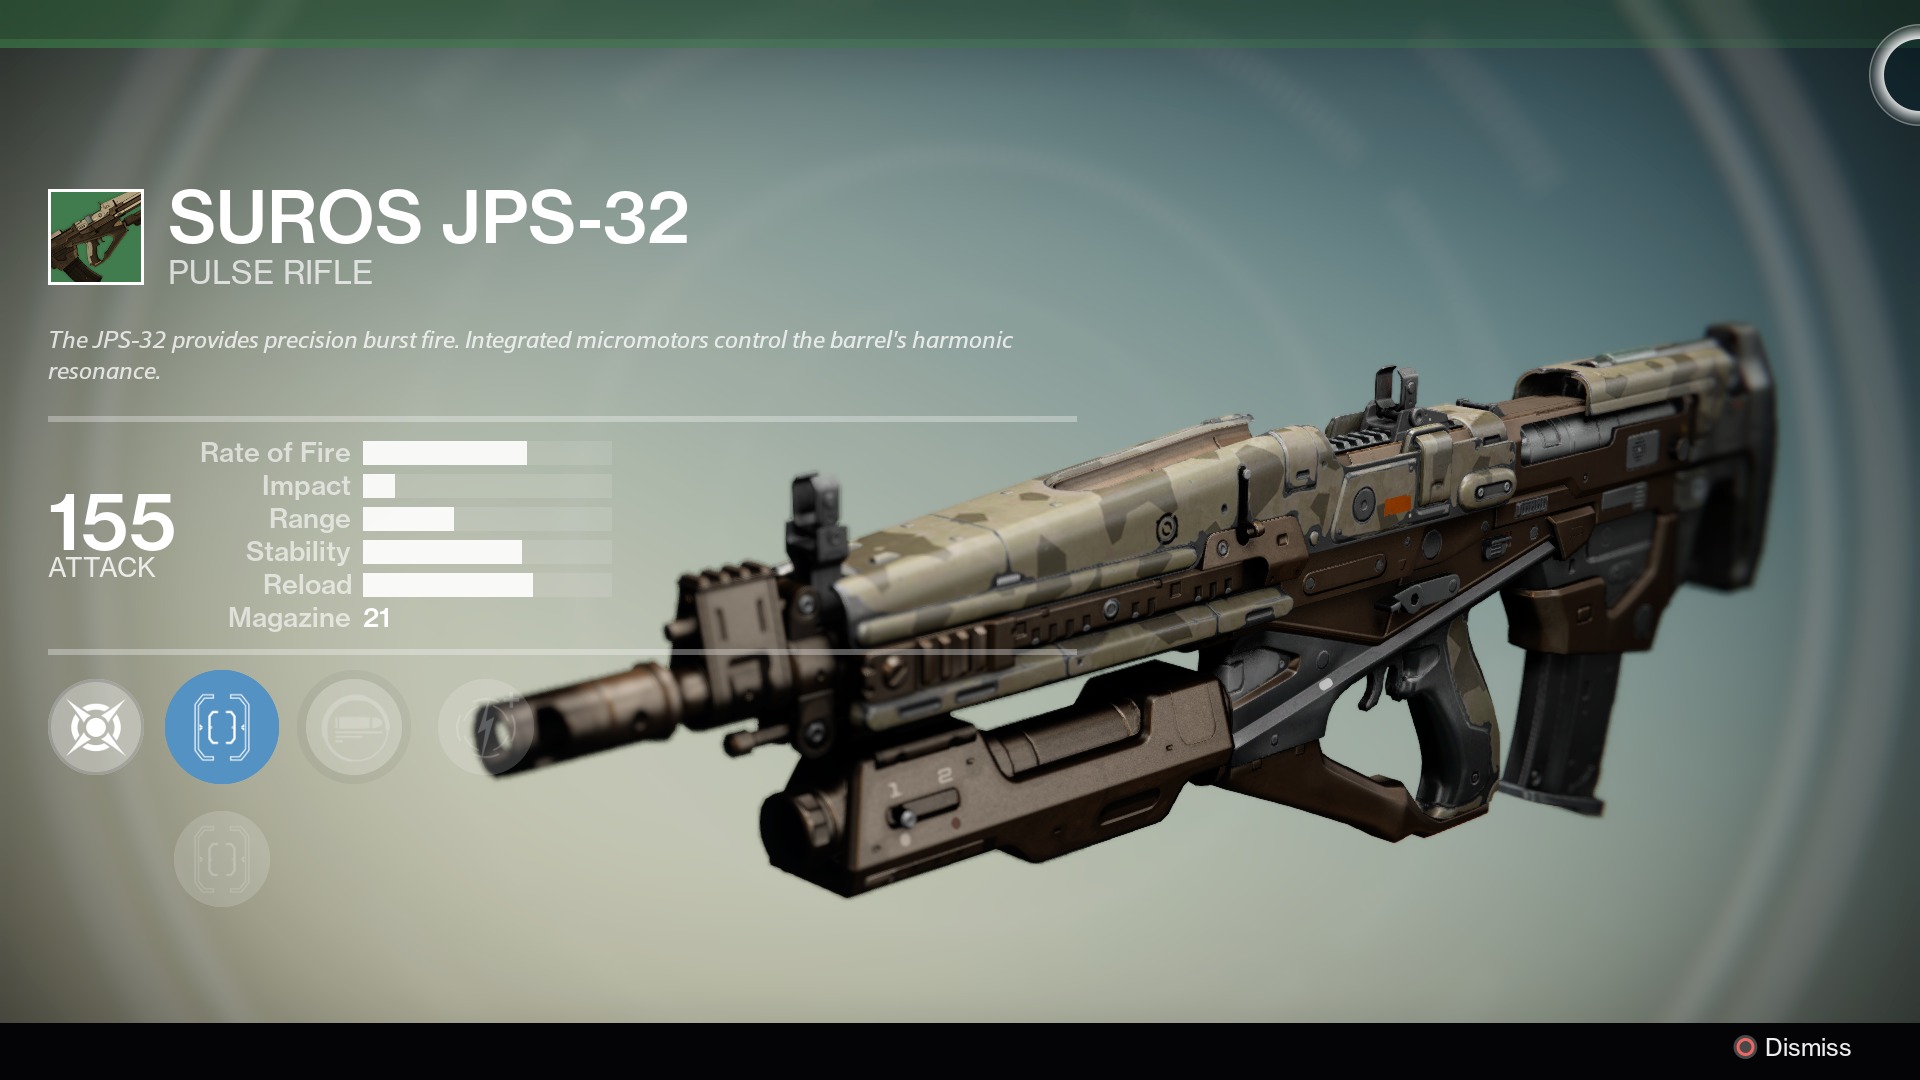 SUROS JPS-32
PULSE RIFLE
The JPS-32 provides precision burst fire. Integrated micromotors control the barrel's harmonic
resonance.
155
ATTACK
Rate of Fire
Impact
Range
Stability
Reload
Magazine 21
1 2
Dismiss